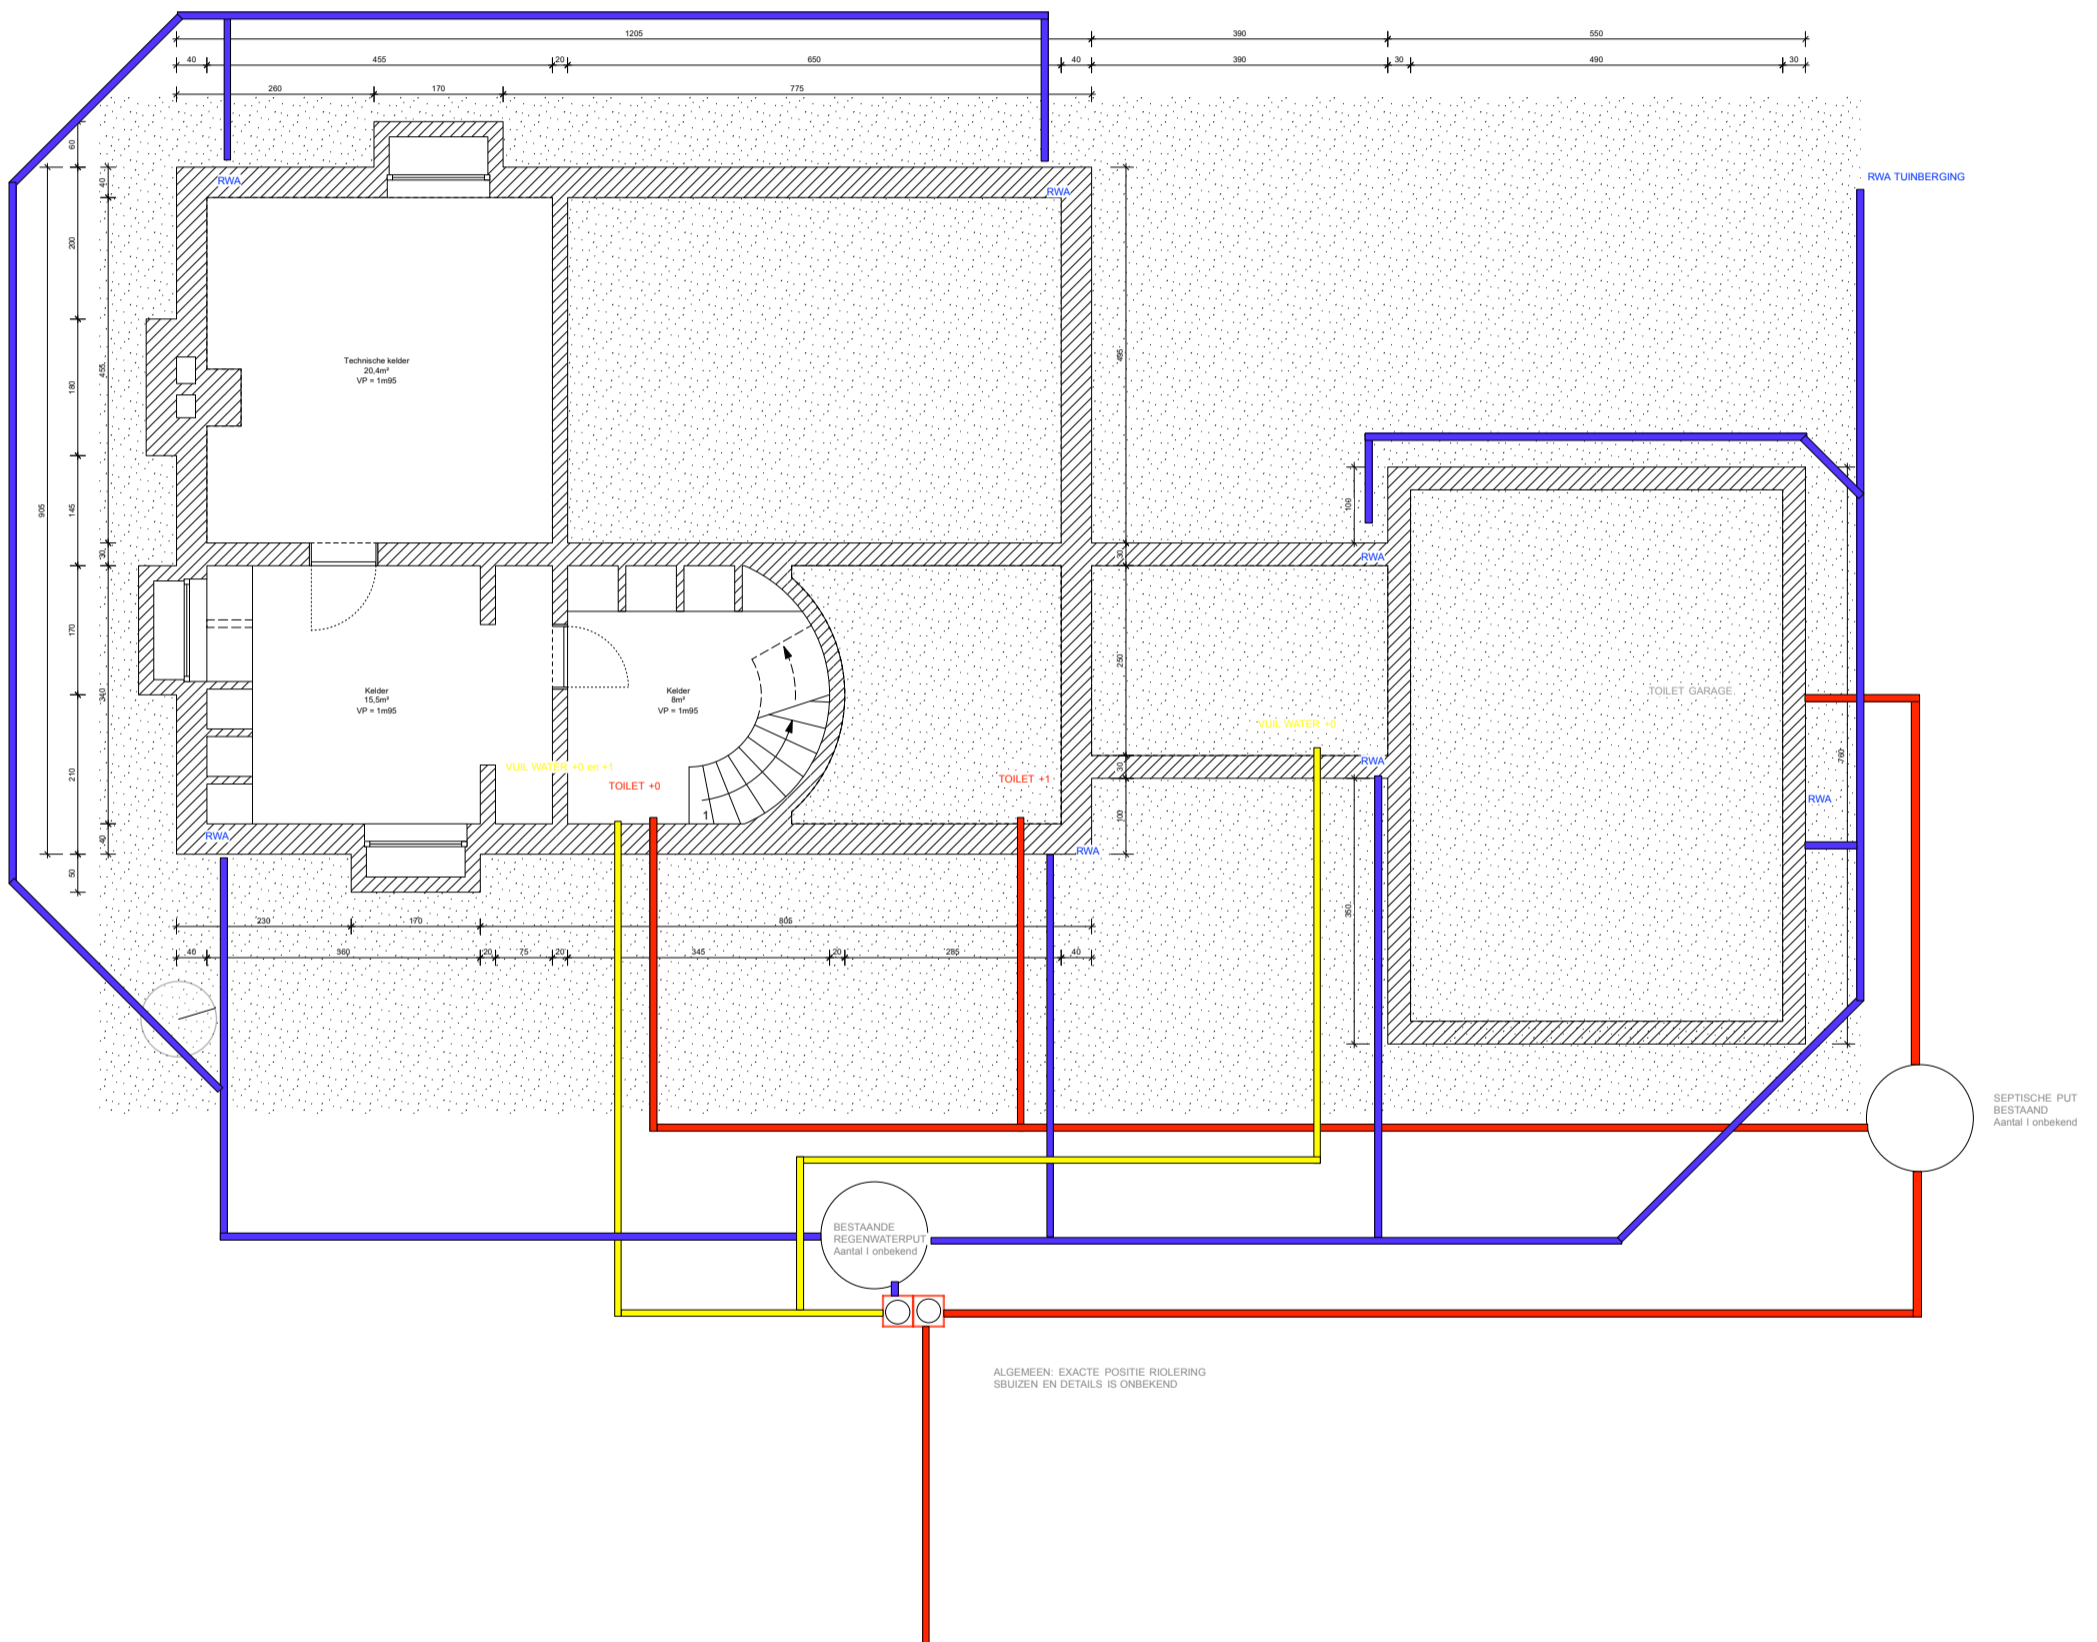 1205
390
550
40
455
20
650
40
390
30
490
30
260
170
775
60
40
RWA
RWA
RWA TUINBERGING
200
455
495
Technische kelder
20,4m²
VP = 1m95
180
905
145
100
30
30
RWA
170
340
250
Kelder
15,5m²
VP = 1m95
Kelder
8m²
VP = 1m95
TOILET GARAGE
VUIL WATER +0
760
RWA
210
VUIL WATER +0 en +1
TOILET +0
TOILET +1
30
RWA
1
100
RWA
40
RWA
50
350
230
170
805
40
360
20
75
20
345
20
285
40
SEPTISCHE PUT
BESTAAND
Aantal l onbekend
BESTAANDE
REGENWATERPUT
Aantal l onbekend
ALGEMEEN: EXACTE POSITIE RIOLERING
SBUIZEN EN DETAILS IS ONBEKEND